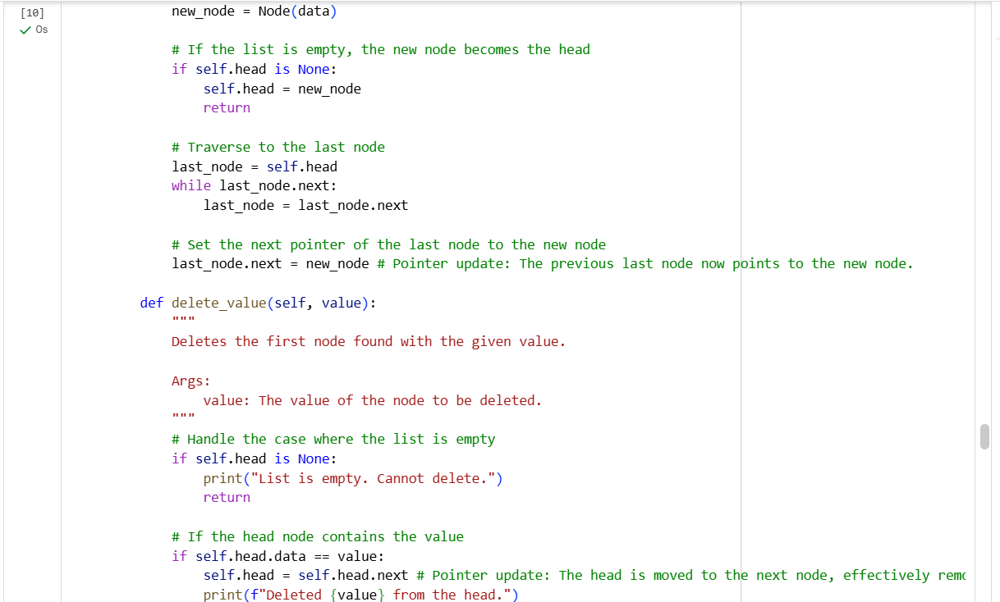 [10]
0s
new_node = Node(data)
# If the list is empty, the new node becomes the head
if self.head is None:
    self.head = new_node
    return
# Traverse to the last node
last_node = self.head
while last_node.next:
    last_node = last_node.next
# Set the next pointer of the last node to the new node
last_node.next = new_node # Pointer update: The previous last node now points to the new node.
def delete_value(self, value):
    """
    Deletes the first node found with the given value.
    Args:
        value: The value of the node to be deleted.
    """
    # Handle the case where the list is empty
    if self.head is None:
        print("List is empty. Cannot delete.")
        return
    # If the head node contains the value
    if self.head.data == value:
        self.head = self.head.next # Pointer update: The head is moved to the next node, effectively
        print(f"Deleted {value} from the head.")